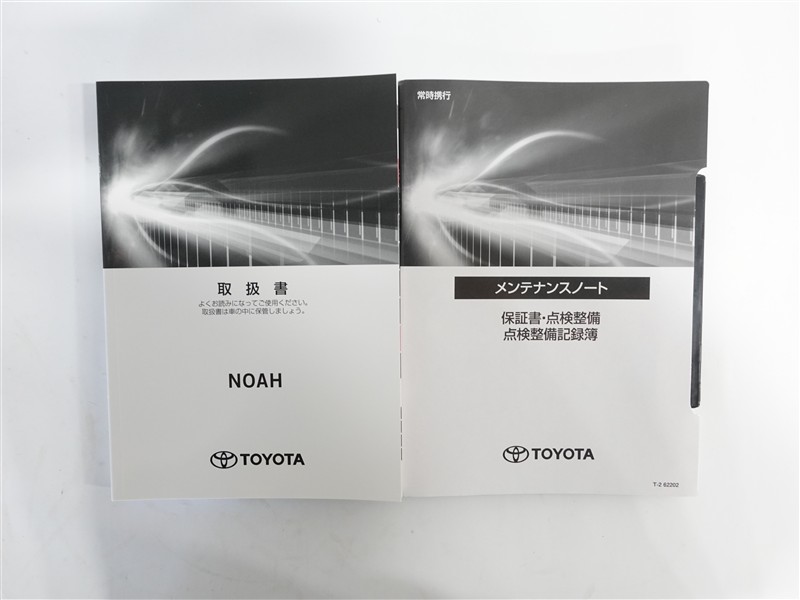 取扱書
よくお読みになってご使用ください。
取扱書は車の中に保管しましょう。
NOAH
TOYOTA
常時携行
メンテナンスノート
保証書・点検整備
点検整備記録簿
TOYOTA
T-2 62202